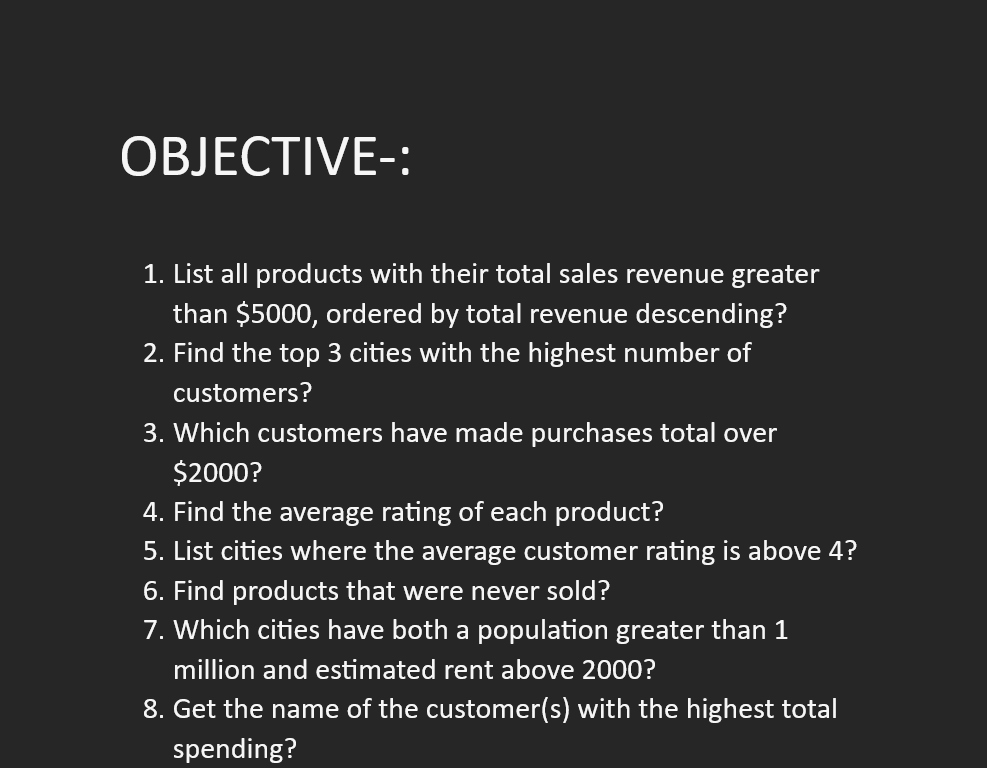 OBJECTIVE-:
1. List all products with their total sales revenue greater
than $5000, ordered by total revenue descending?
2. Find the top 3 cities with the highest number of
customers?
3. Which customers have made purchases total over
$2000?
4. Find the average rating of each product?
5. List cities where the average customer rating is above 4?
6. Find products that were never sold?
7. Which cities have both a population greater than 1
million and estimated rent above 2000?
8. Get the name of the customer(s) with the highest total
spending?